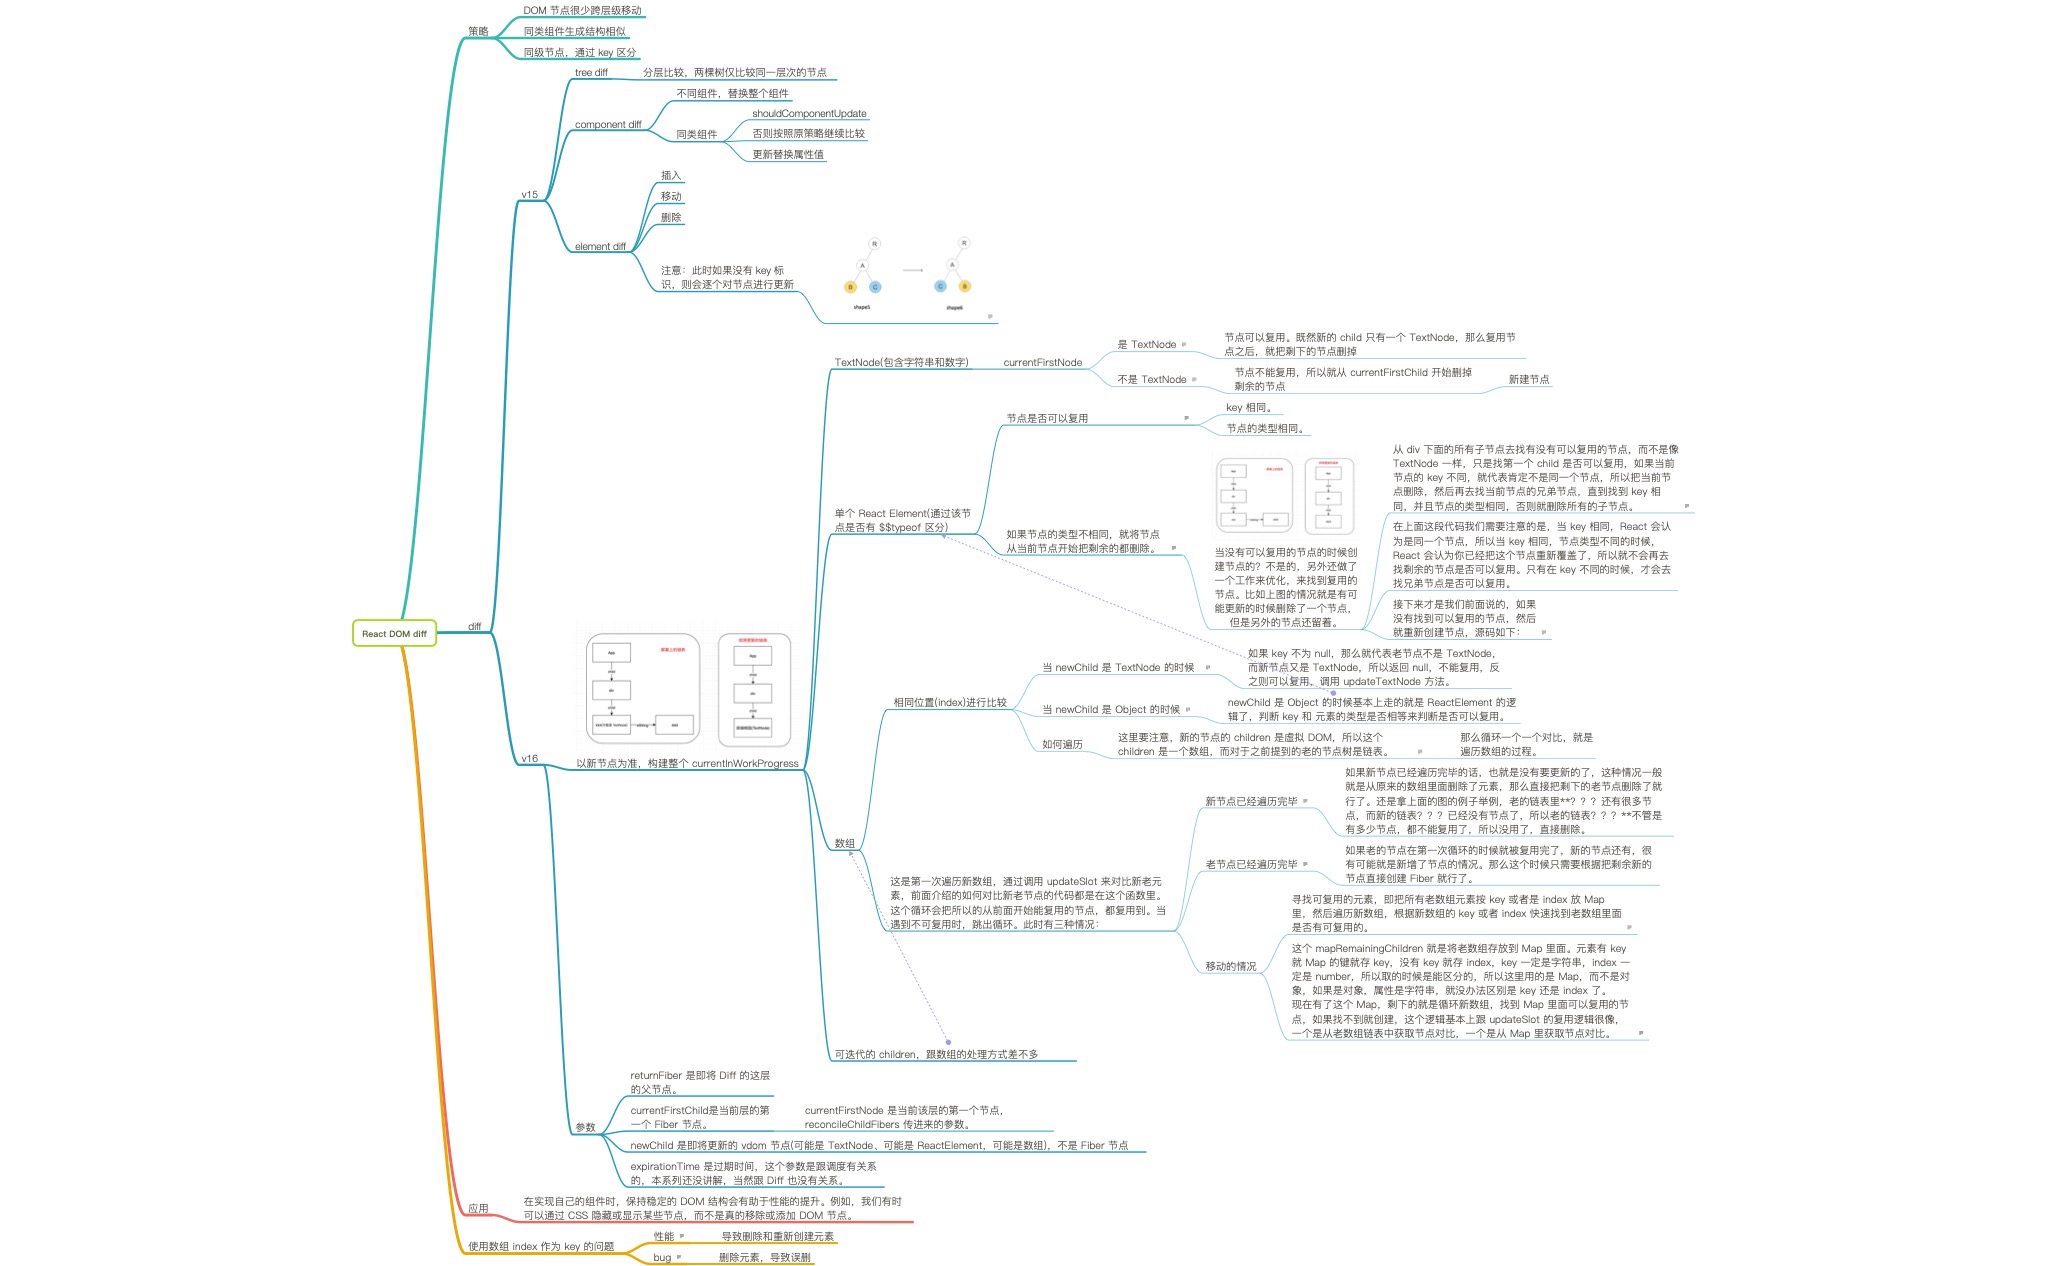 React DOM diff
策略
DOM 节点很少跨层级移动
同类组件生成结构相似
同级节点，通过 key 区分
diff
v15
tree diff
分层比较，两棵树仅比较同一层次的节点
component diff
不同组件，替换整个组件
同类组件
shouldComponentUpdate
否则按照原策略继续比较
更新替换属性值
element diff
插入
移动
删除
注意：此时如果没有 key 标
识，则会逐个对节点进行更新
R
A
B
C
shape5
R
A
C
B
shape6
v16
App
child
div
child
sibling
App
child
div
child
以新节点为准，构建整个 currentInWorkProgress
TextNode(包含字符串和数字)
currentFirstNode
是 TextNode
节点可以复用。既然新的 child 只有一个 TextNode，那么复用节
点之后，就把剩下的节点删掉
不是 TextNode
节点不能复用，所以就从 currentFirstChild 开始删掉
剩余的节点
新建节点
单个 React Element(通过该节
点是否有 $$typeof 区分)
节点是否可以复用
key 相同。
节点的类型相同。
如果节点的类型不相同，就将节点
从当前节点开始把剩余的都删除。
当没有可以复用的节点的时候创
建节点的？不是的，另外还做了
一个工作来优化，来找到复用的
节点。比如上图的情况就是有可
能更新的时候删除了一个节点，
但是另外的节点还留着。
从 div 下面的所有子节点去找有没有可以复用的节点，而不是像
TextNode 一样，只是找第一个 child 是否可以复用，如果当前
节点的 key 不同，就代表肯定不是同一个节点，所以把当前节
点删除，然后再去找当前节点的兄弟节点，直到找到 key 相
同，并且节点的类型相同，否则就删除所有的子节点。
在上面这段代码我们需要注意的是，当 key 相同，React 会认
为是同一个节点，所以当 key 相同，节点类型不同的时候，
React 会认为你已经把这个节点重新覆盖了，所以就不会再去
找剩余的节点是否可以复用。只有在 key 不同的时候，才会去
找兄弟节点是否可以复用。
接下来才是我们前面说的，如果
没有找到可以复用的节点，然后
就重新创建节点，源码如下：
数组
相同位置(index)进行比较
当 newChild 是 TextNode 的时候
如果 key 不为 null，那么就代表老节点不是 TextNode，
而新节点又是 TextNode，所以返回 null，不能复用，反
之则可以复用，调用 updateTextNode 方法。
当 newChild 是 Object 的时候
newChild 是 Object 的时候基本上走的就是 ReactElement 的逻
辑了，判断 key 和 元素的类型是否相等来判断是否可以复用。
如何遍历
这里要注意，新的节点的 children 是虚拟 DOM，所以这个
children 是一个数组，而对于之前提到的老的节点树是链表。
那么循环一个一个对比，就是
遍历数组的过程。
这是第一次遍历新数组，通过调用 updateSlot 来对比新老元
素，前面介绍的如何对比新老节点的代码都是在这个函数里。
这个循环会把所以的从前面开始能复用的节点，都复用到。当
遇到不可复用时，跳出循环。此时有三种情况：
新节点已经遍历完毕
如果新节点已经遍历完毕的话，也就是没有要更新的了，这种情况一般
就是从原来的数组里面删除了元素，那么直接把剩下的老节点删除了就
行了。还是拿上面的图的例子举例，老的链表里**？？？还有很多节
点，而新的链表？？？已经没有节点了，所以老的链表？？？**不管是
有多少节点，都不能复用了，所以没用了，直接删除。
老节点已经遍历完毕
如果老的节点在第一次循环的时候就被复用完了，新的节点还有，很
有可能就是新增了节点的情况。那么这个时候只需要根据把剩余新的
节点直接创建 Fiber 就行了。
移动的情况
寻找可复用的元素，即把所有老数组元素按 key 或者是 index 放 Map
里，然后遍历新数组，根据新数组的 key 或者 index 快速找到老数组里面
是否有可复用的。
这个 mapRemainingChildren 就是将老数组存放到 Map 里面。元素有 key
就 Map 的键就存 key，没有 key 就存 index，key 一定是字符串，index 一
定是 number，所以取的时候是能区分的，所以这里用的是 Map，而不是对
象，如果是对象，属性是字符串，就没办法区别是 key 还是 index 了。
现在有了这个 Map，剩下的就是循环新数组，找到 Map 里面可以复用的节
点，如果找不到就创建，这个逻辑基本上跟 updateSlot 的复用逻辑很像，
一个是从老数组链表中获取节点对比，一个是从 Map 里获取节点对比。
可迭代的 children，跟数组的处理方式差不多
参数
returnFiber 是即将 Diff 的这层
的父节点。
currentFirstChild是当前层的第
一个 Fiber 节点。
currentFirstNode 是当前该层的第一个节点，
reconcileChildFibers 传进来的参数。
newChild 是即将更新的 vdom 节点(可能是 TextNode、可能是 ReactElement，可能是数组)，不是 Fiber 节点
expirationTime 是过期时间，这个参数是跟调度有关系
的，本系列还没讲解，当然跟 Diff 也没有关系。
应用
在实现自己的组件时，保持稳定的 DOM 结构会有助于性能的提升。例如，我们有时
可以通过 CSS 隐藏或显示某些节点，而不是真的移除或添加 DOM 节点。
使用数组 index 作为 key 的问题
性能
导致删除和重新创建元素
bug
删除元素，导致误删